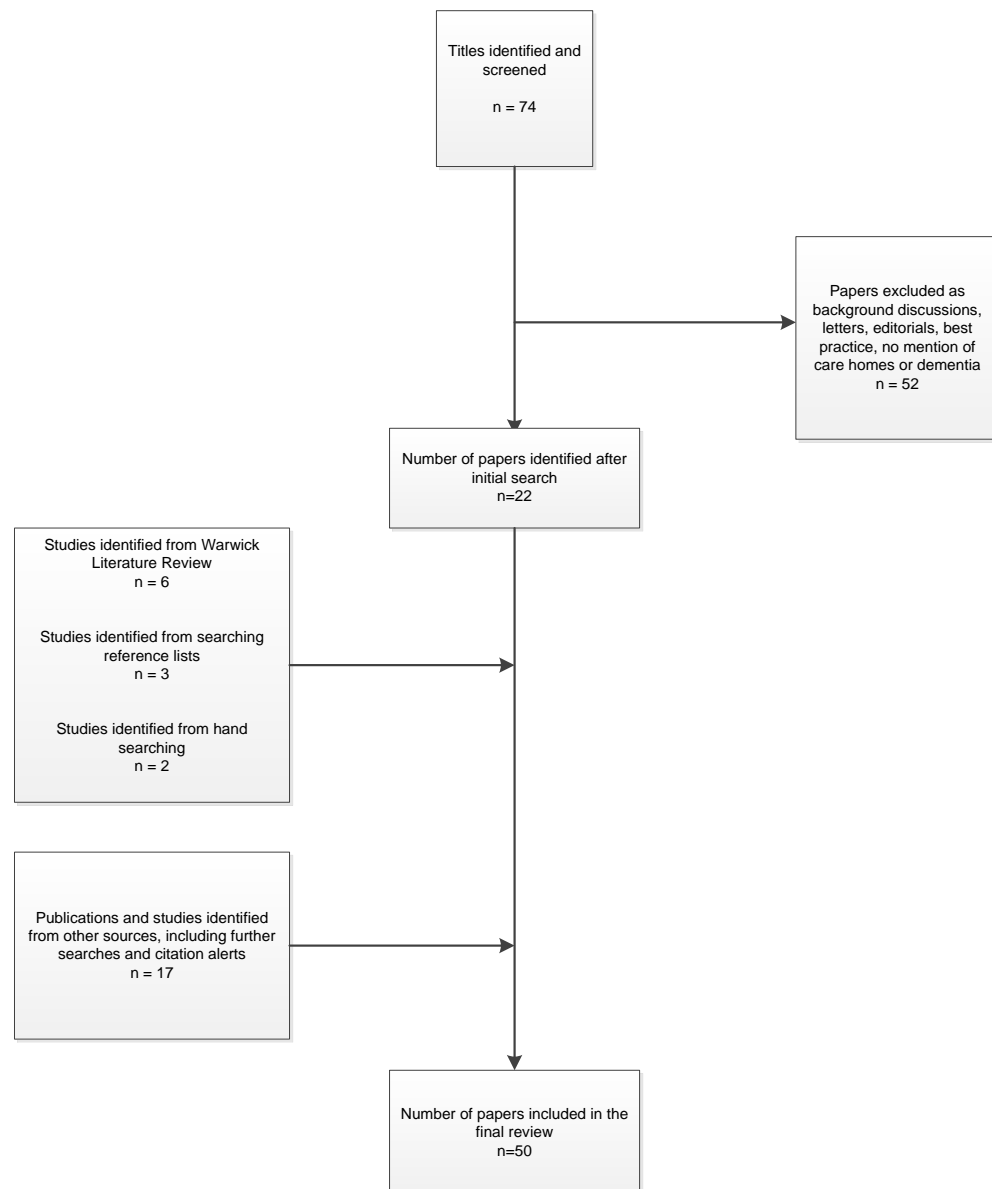 Titles identified and
screened
n = 74
Papers excluded as
background discussions,
letters, editorials, best
practice, no mention of
care homes or dementia
n = 52
Number of papers identified after
initial search
n=22
Studies identified from Warwick
Literature Review
n = 6
Studies identified from searching
reference lists
n = 3
Studies identified from hand
searching
n = 2
Publications and studies identified
from other sources, including further
searches and citation alerts
n = 17
Number of papers included in the
final review
n=50